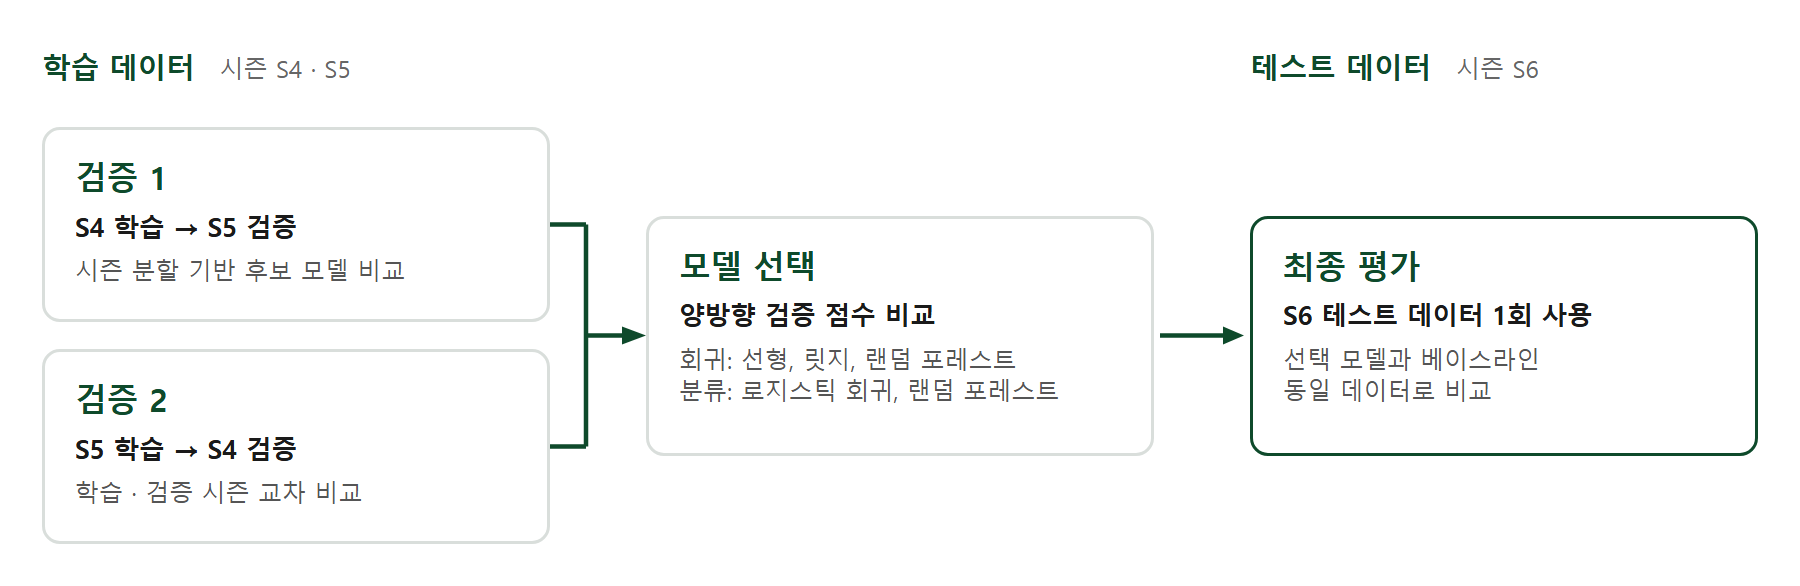 학습 데이터 시즌 S4 · S5
테스트 데이터 시즌 S6
검증 1
S4 학습 → S5 검증
시즌 분할 기반 후보 모델 비교
검증 2
S5 학습 → S4 검증
학습 · 검증 시즌 교차 비교
모델 선택
양방향 검증 점수 비교
회귀: 선형, 릿지, 랜덤 포레스트
분류: 로지스틱 회귀, 랜덤 포레스트
최종 평가
S6 테스트 데이터 1회 사용
선택 모델과 베이스라인
동일 데이터로 비교